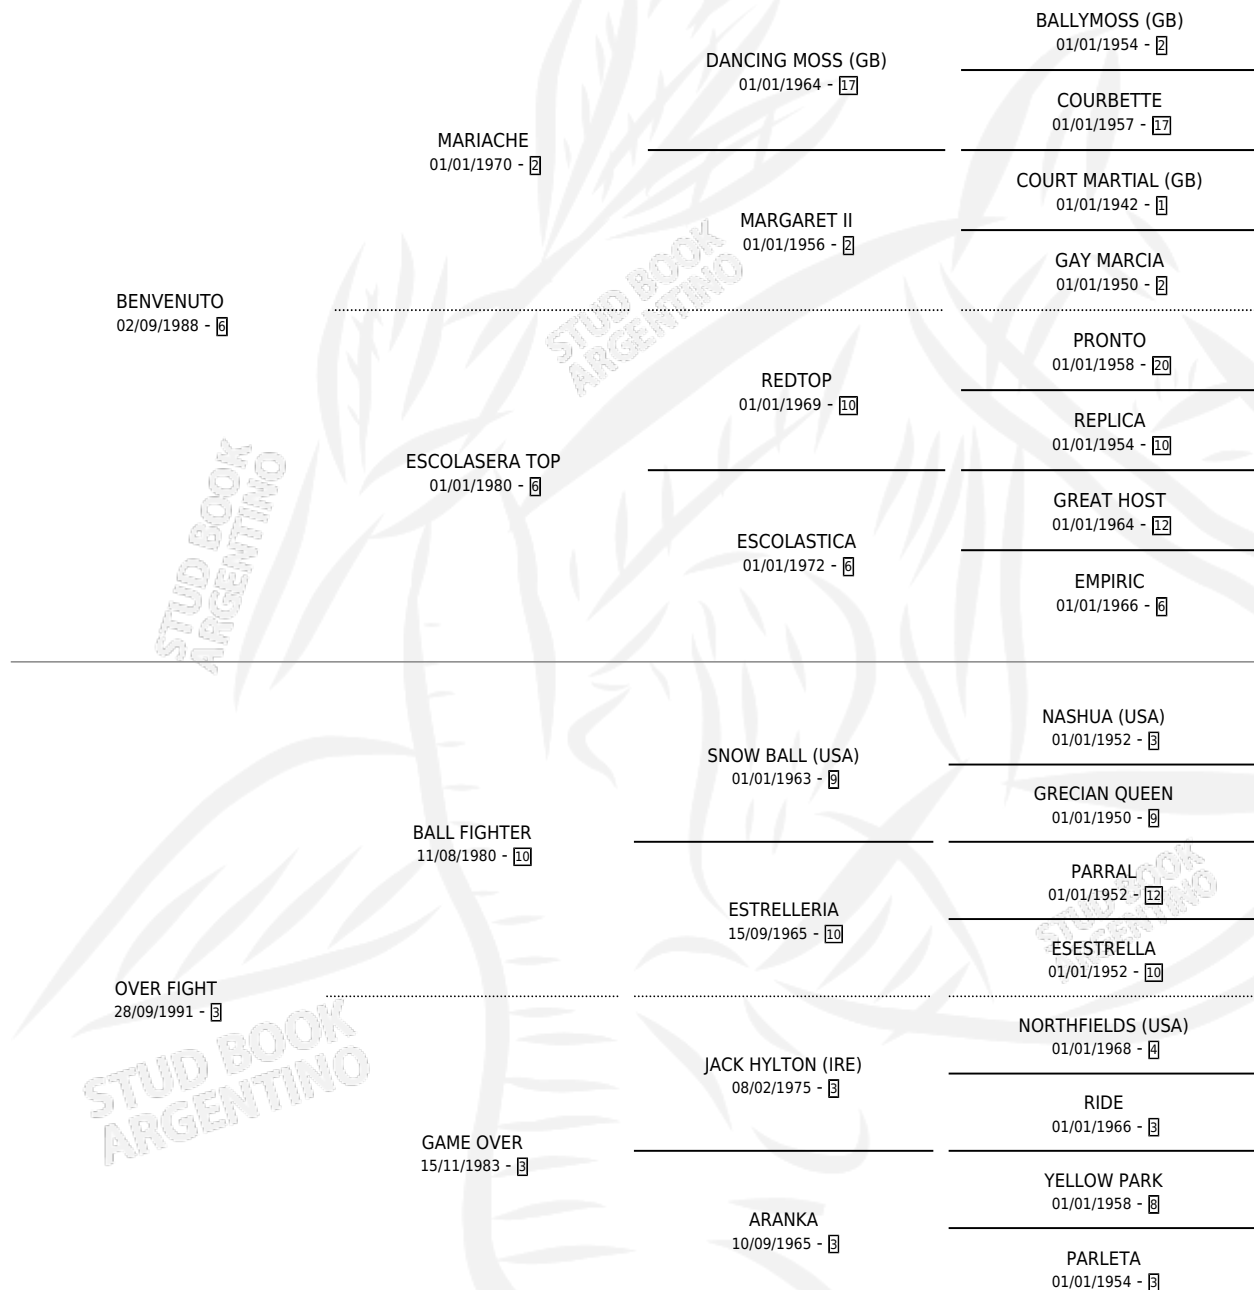 BALLYMOSS (GB)
01/01/1954 - 2
DANCING MOSS (GB)
01/01/1964 - 17
COURBETTE
01/01/1957 - 17
MARIACHE
01/01/1970 - 2
COURT MARTIAL (GB)
01/01/1942 - 1
MARGARET II
01/01/1956 - 2
GAY MARCIA
01/01/1950 - 2
BENVENUTO
02/09/1988 - 6
STUD BOOK
ARGENTINO
PRONTO
01/01/1958 - 20
REDTOP
01/01/1969 - 10
REPLICA
01/01/1954 - 10
ESCOLASERA TOP
01/01/1980 - 6
GREAT HOST
01/01/1964 - 12
ESCOLASTICA
01/01/1972 - 6
EMPIRIC
01/01/1966 - 6
STUD BOOK
ARGENTINO
NASHUA (USA)
01/01/1952 - 3
SNOW BALL (USA)
01/01/1963 - 9
GRECIAN QUEEN
01/01/1950 - 9
BALL FIGHTER
11/08/1980 - 10
PARRAL
01/01/1952 - 12
STUD BOOK
ARGENTINO
ESTRELLERIA
15/09/1965 - 10
ESESTRELLA
01/01/1952 - 10
OVER FIGHT
28/09/1991 - 3
STUD BOOK
ARGENTINO
NORTHFIELDS (USA)
01/01/1968 - 4
JACK HYLTON (IRE)
08/02/1975 - 3
RIDE
01/01/1966 - 3
GAME OVER
15/11/1983 - 3
YELLOW PARK
01/01/1958 - 8
ARANKA
10/09/1965 - 3
PARLETA
01/01/1954 - 3